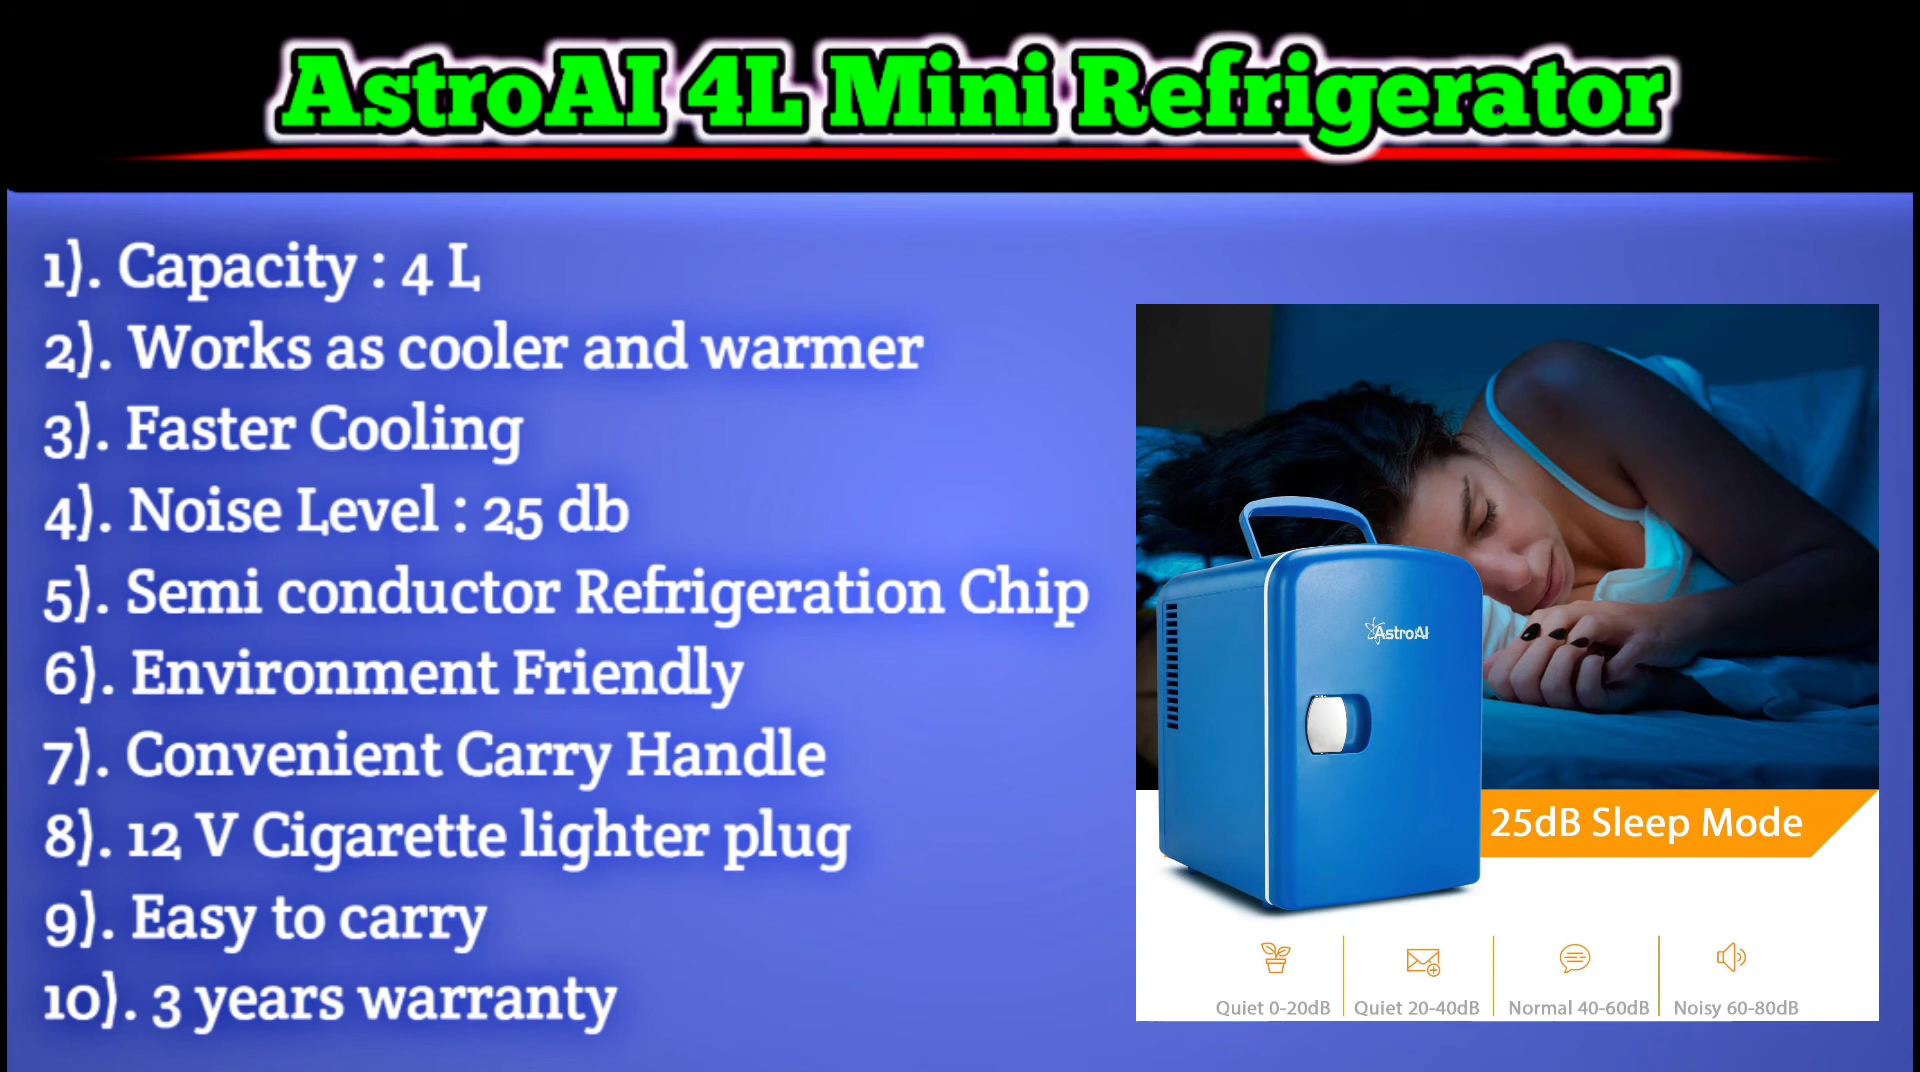 AstroAI 4L Mini Refrigerator
1). Capacity : 4 L
2). Works as cooler and warmer
3). Faster Cooling
4). Noise Level : 25 db
5). Semi conductor Refrigeration Chip
6). Environment Friendly
7). Convenient Carry Handle
8). 12 V Cigarette lighter plug
9). Easy to carry
10). 3 years warranty
AstroAI
25dB Sleep Mode
Quiet 0-20dB
Quiet 20-40dB
Normal 40-60dB
Noisy 60-80dB